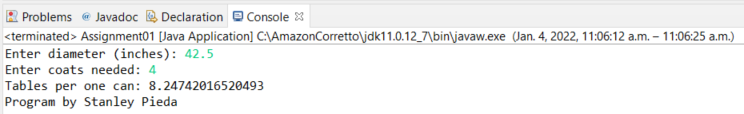 Problems @ Javadoc Declaration Console
<terminated> Assignment01 [Java Application] C:\AmazonCorretto\jdk11.0.12_7\bin\javaw.exe (Jan. 4, 2022, 11:06:12 a.m. – 11:06:25 a.m.)
Enter diameter (inches): 42.5
Enter coats needed: 4
Tables per one can: 8.24742016520493
Program by Stanley Pieda